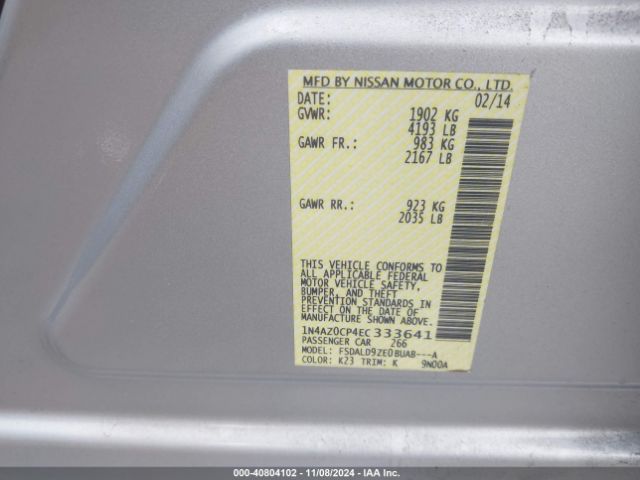 MFD BY NISSAN MOTOR CO., LTD.
DATE: 02/14
GVWR: 1902 KG
4193 LB
GAWR FR.: 983 KG
2167 LB
GAWR RR.: 923 KG
2035 LB
THIS VEHICLE CONFORMS TO
ALL APPLICABLE FEDERAL
MOTOR VEHICLE SAFETY,
BUMPER, AND THEFT
PREVENTION STANDARDS IN
EFFECT ON THE DATE OF
MANUFACTURE SHOWN ABOVE.
1N4AZ0CP4EC333641
PASSENGER CAR 266
MODEL: FSDALD9ZE0BUAB---A
COLOR: K23 TRIM: K 9N00A
000-40804102 - 11/08/2024 - IAA Inc.